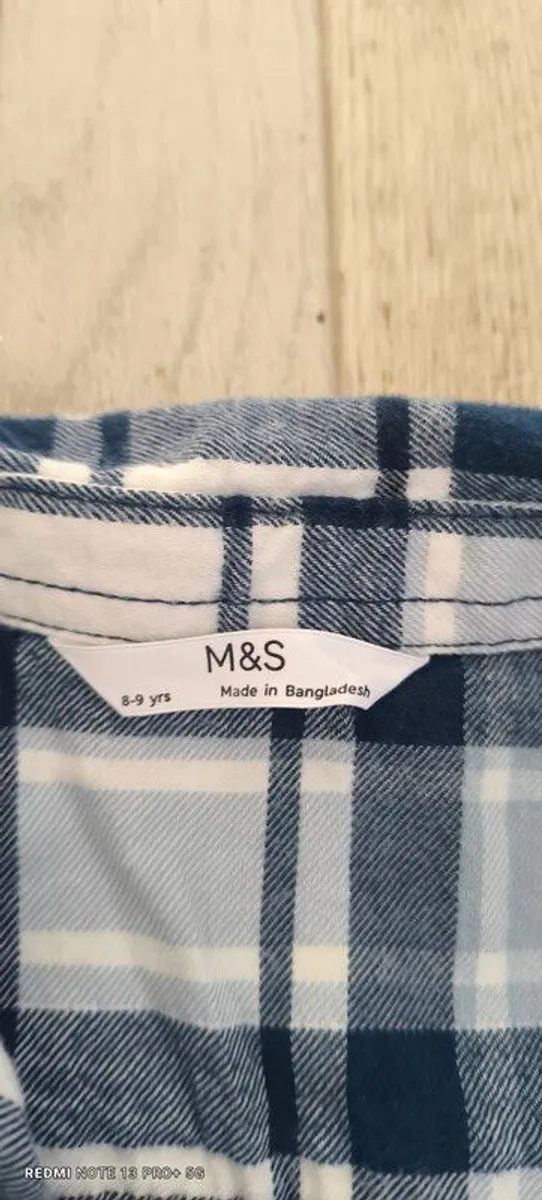 M&S
8-9 yrs Made in Bangladesh
REDMI NOTE 13 PRO+ 5G